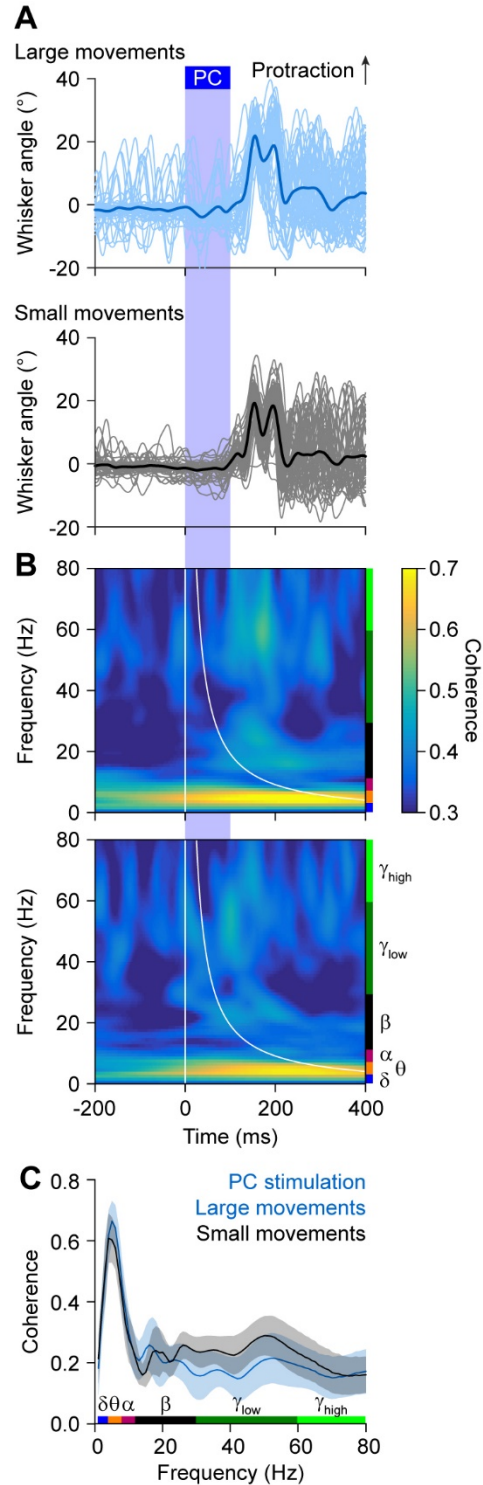 A
Large movements
PC
Protraction
Whisker angle (°)
40
20
0
-20
Small movements
Whisker angle (°)
40
20
0
-20
B
Frequency (Hz)
80
60
40
20
0
0.7
0.6
0.5
0.4
0.3
Coherence
Frequency (Hz)
80
60
40
20
0
γhigh
γlow
β
α
θ
δ
-200 0 200 400
Time (ms)
C
PC stimulation
Large movements
Small movements
Coherence
0.8
0.6
0.4
0.2
0.0
δθα β γlow γhigh
0 20 40 60 80
Frequency (Hz)